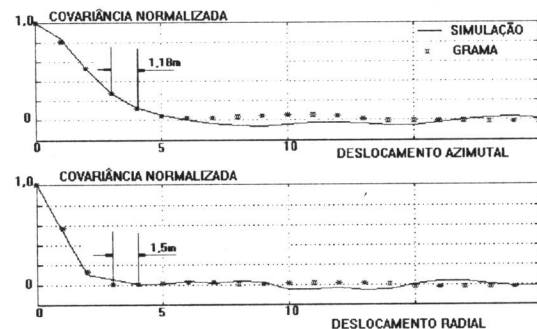 COVARIÂNCIA NORMALIZADA
1.0
SIMULAÇÃO
GRAMA
1,18m
0
0 5 10
DESLOCAMENTO AZIMUTAL
COVARIÂNCIA NORMALIZADA
1,0
1,5m
0
0 5 10
DESLOCAMENTO RADIAL